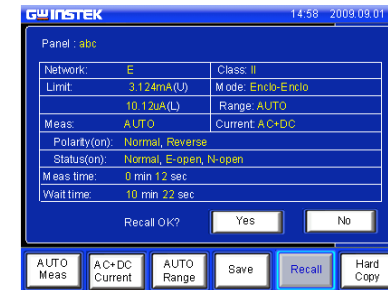 GW INSTEK 14:58 2009.09.01
Panel : abc
Network: E Class: II
Limit: 3.124mA(U) Mode: Enclo-Enclo
10.12uA(L) Range: AUTO
Meas: AUTO Current: AC+DC
Polarity(on): Normal, Reverse
Status(on): Normal, E-open, N-open
Meas time: 0 min 12 sec
Wait time: 10 min 22 sec
Recall OK? Yes No
AUTO Meas AC+DC Current AUTO Range Save Recall Hard Copy